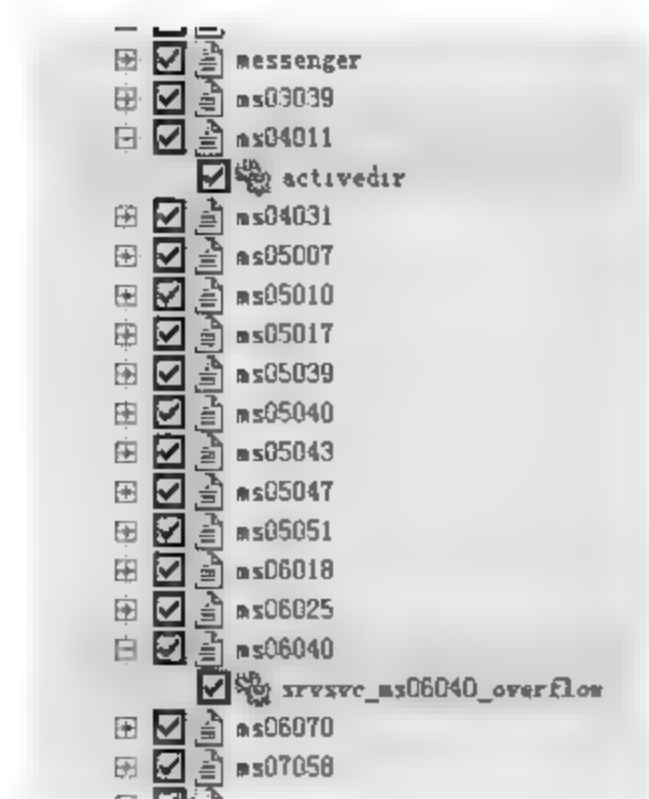 messenger
ms03039
ms04011
activedir
ms04031
ms05007
ms05010
ms05017
ms05039
ms05040
ms05043
ms05047
ms05051
ms06018
ms06025
ms06040
srvsvc_ms06040_overflow
ms06070
ms07058